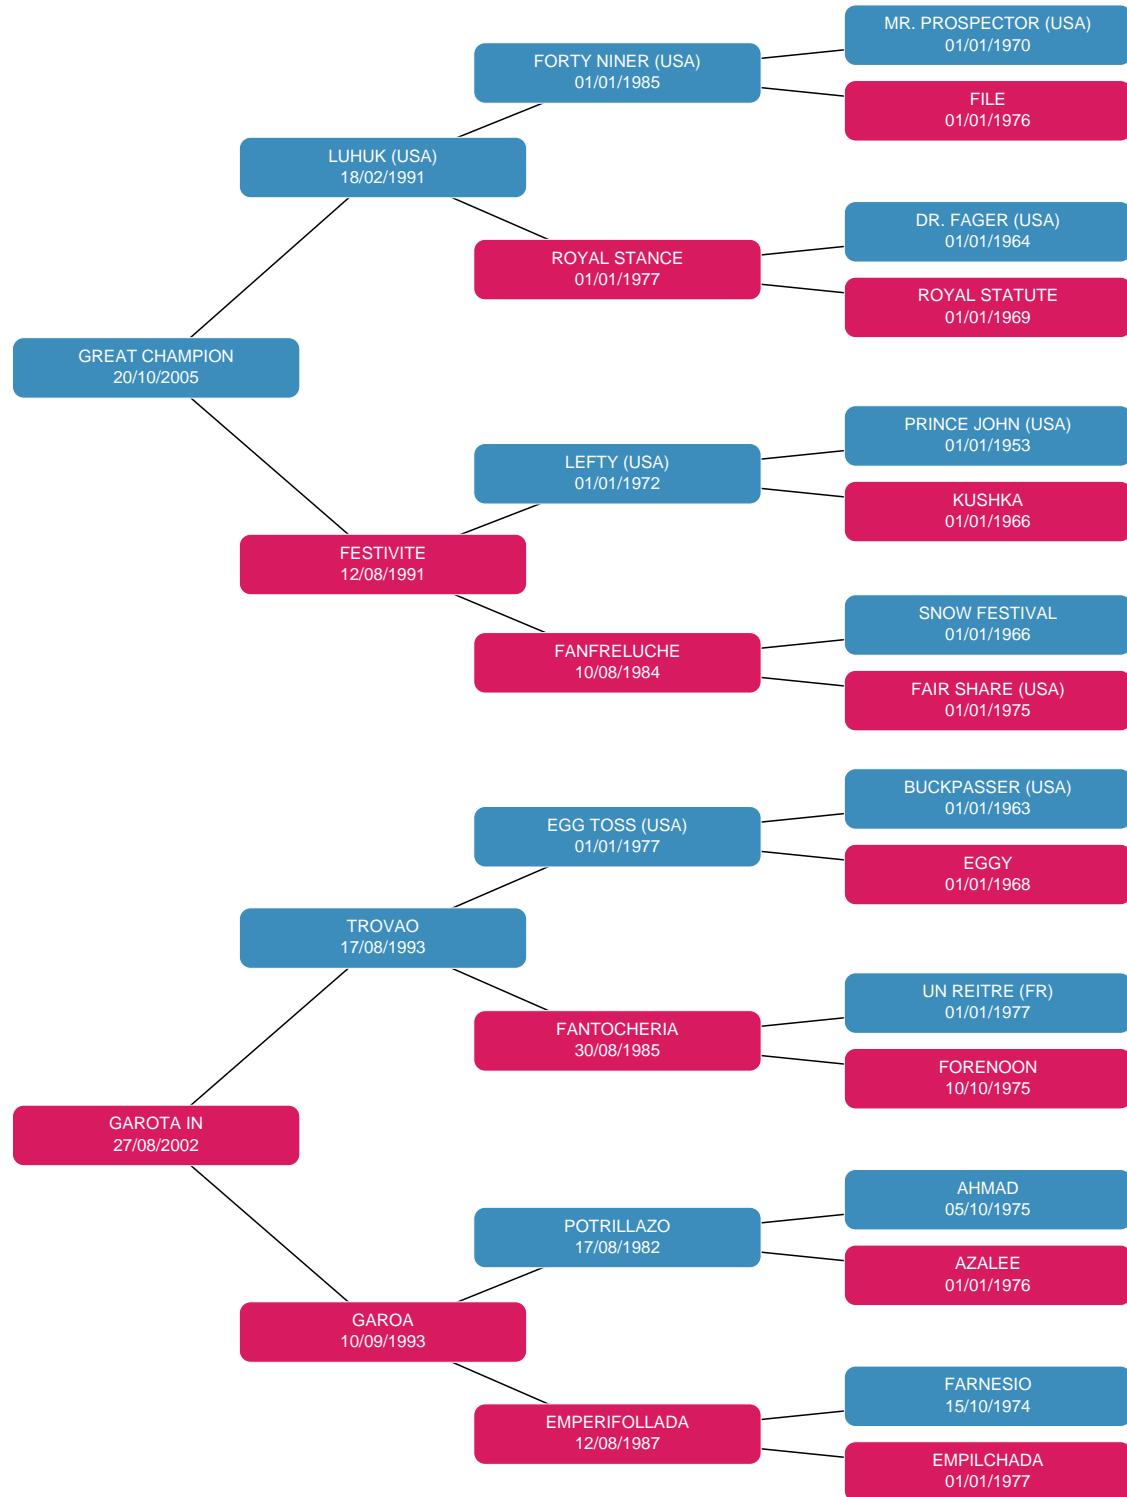 MR. PROSPECTOR (USA)
01/01/1970
FORTY NINER (USA)
01/01/1985
FILE
01/01/1976
LUHUK (USA)
18/02/1991
DR. FAGER (USA)
01/01/1964
ROYAL STANCE
01/01/1977
ROYAL STATUTE
01/01/1969
GREAT CHAMPION
20/10/2005
PRINCE JOHN (USA)
01/01/1953
LEFTY (USA)
01/01/1972
KUSHKA
01/01/1966
FESTIVITE
12/08/1991
SNOW FESTIVAL
01/01/1966
FANFRELUCHE
10/08/1984
FAIR SHARE (USA)
01/01/1975
BUCKPASSER (USA)
01/01/1963
EGG TOSS (USA)
01/01/1977
EGGY
01/01/1968
TROVAO
17/08/1993
UN REITRE (FR)
01/01/1977
FANTOCHERIA
30/08/1985
FORENOON
10/10/1975
GAROTA IN
27/08/2002
AHMAD
05/10/1975
POTRILLAZO
17/08/1982
AZALEE
01/01/1976
GAROA
10/09/1993
FARNESIO
15/10/1974
EMPERIFOLLADA
12/08/1987
EMPILCHADA
01/01/1977